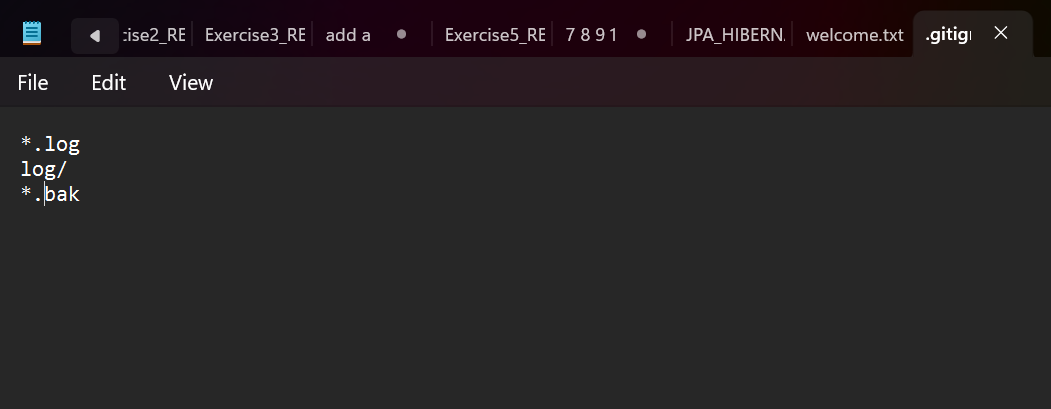 cise2_RE
Exercise3_RE
add a
Exercise5_RE
7 8 9 1
JPA_HIBERN.
welcome.txt
.gitig
File
Edit
View
*.log
log/
*.bak